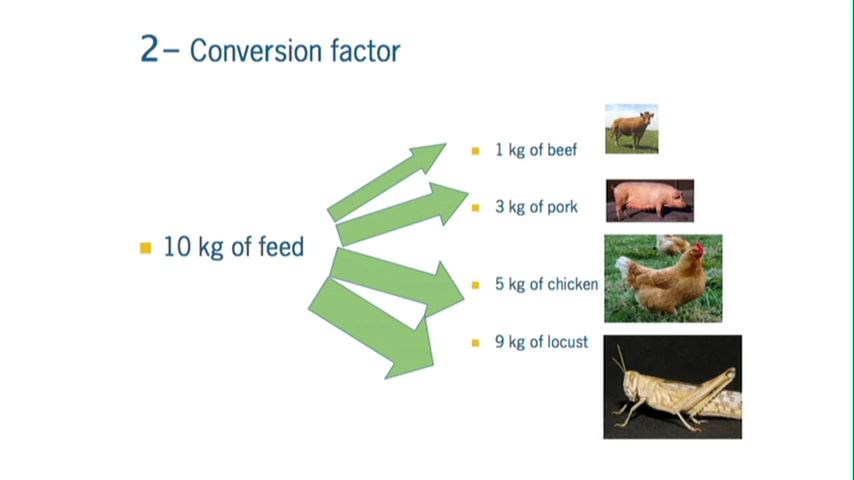 2– Conversion factor
1 kg of beef
3 kg of pork
10 kg of feed
5 kg of chicken
9 kg of locust